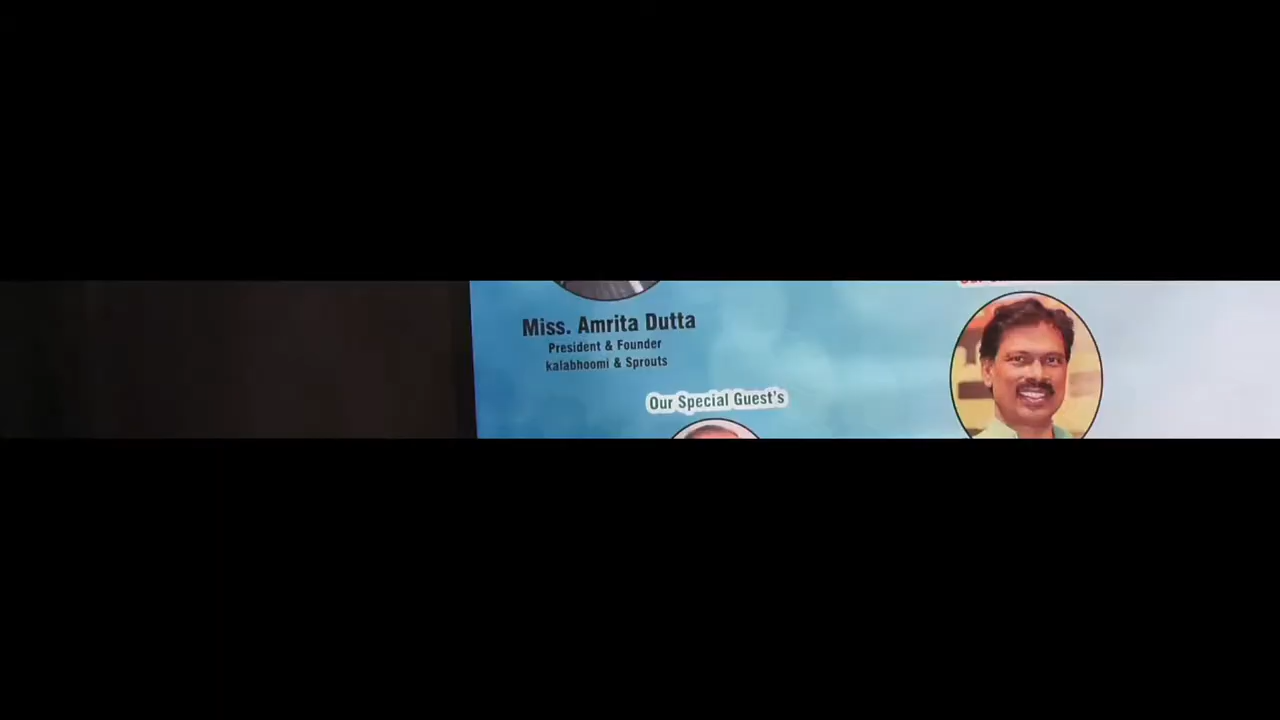 Miss. Amrita Dutta
President & Founder
kalabhoomi & Sprouts
Our Special Guest's